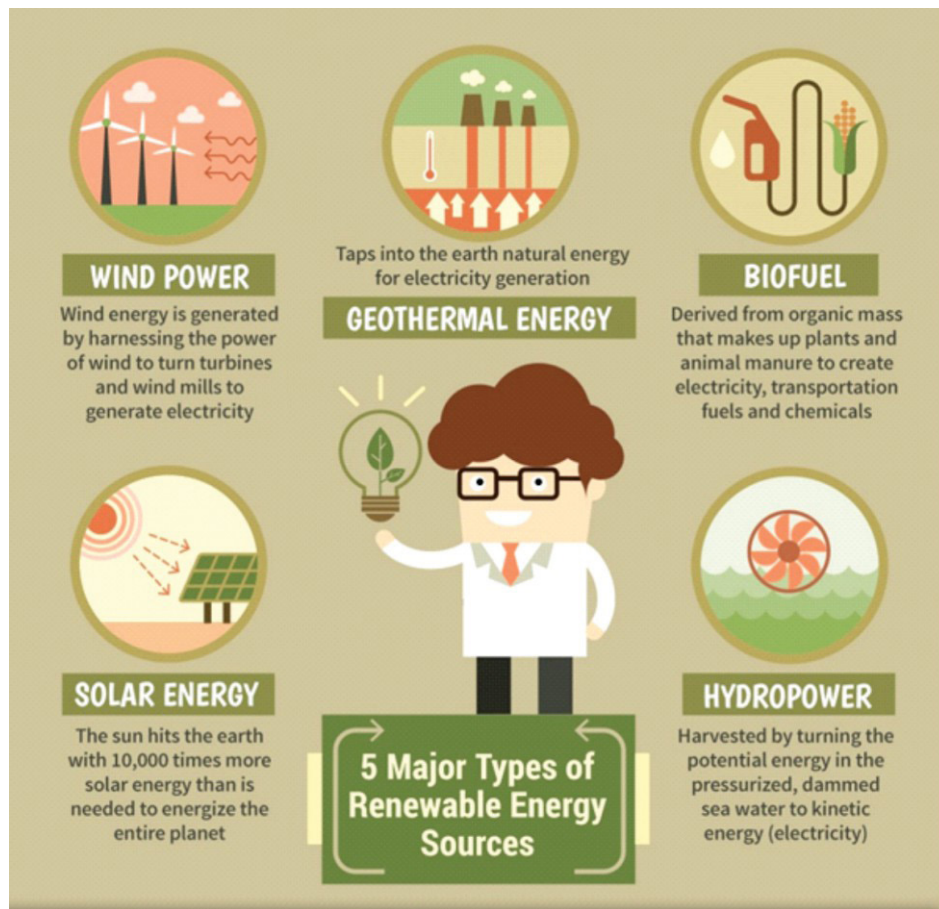 WIND POWER
Wind energy is generated
by harnessing the power
of wind to turn turbines
and wind mills to
generate electricity
Taps into the earth natural energy
for electricity generation
GEOTHERMAL ENERGY
BIOFUEL
Derived from organic mass
that makes up plants and
animal manure to create
electricity, transportation
fuels and chemicals
SOLAR ENERGY
The sun hits the earth
with 10,000 times more
solar energy than is
needed to energize the
entire planet
5 Major Types of
Renewable Energy
Sources
HYDROPOWER
Harvested by turning the
potential energy in the
pressurized, dammed
sea water to kinetic
energy (electricity)